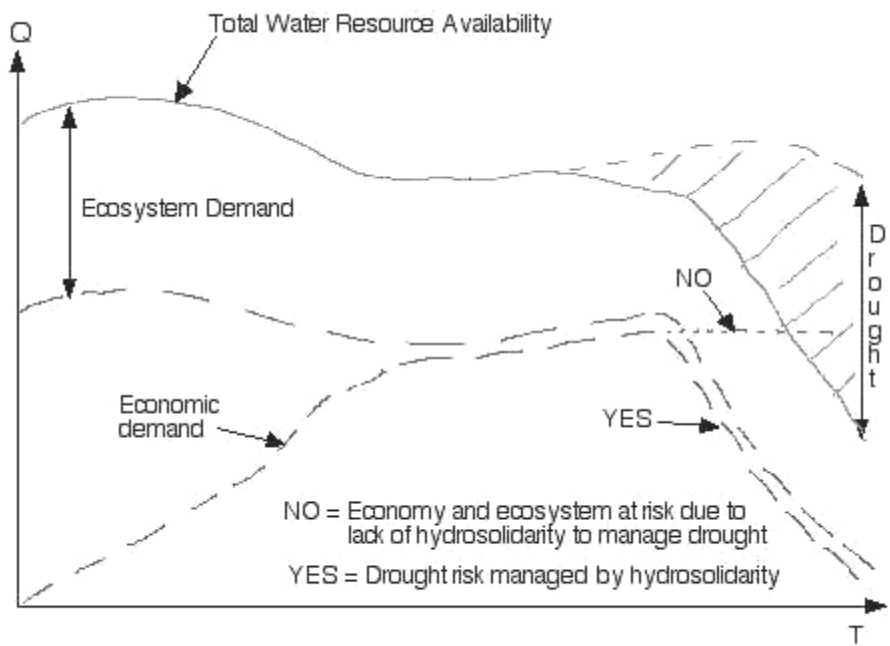 Q
Total Water Resource Availability
Ecosystem Demand
Drought
NO
Economic
demand
YES
NO = Economy and ecosystem at risk due to
lack of hydrosolidarity to manage drought
YES = Drought risk managed by hydrosolidarity
T